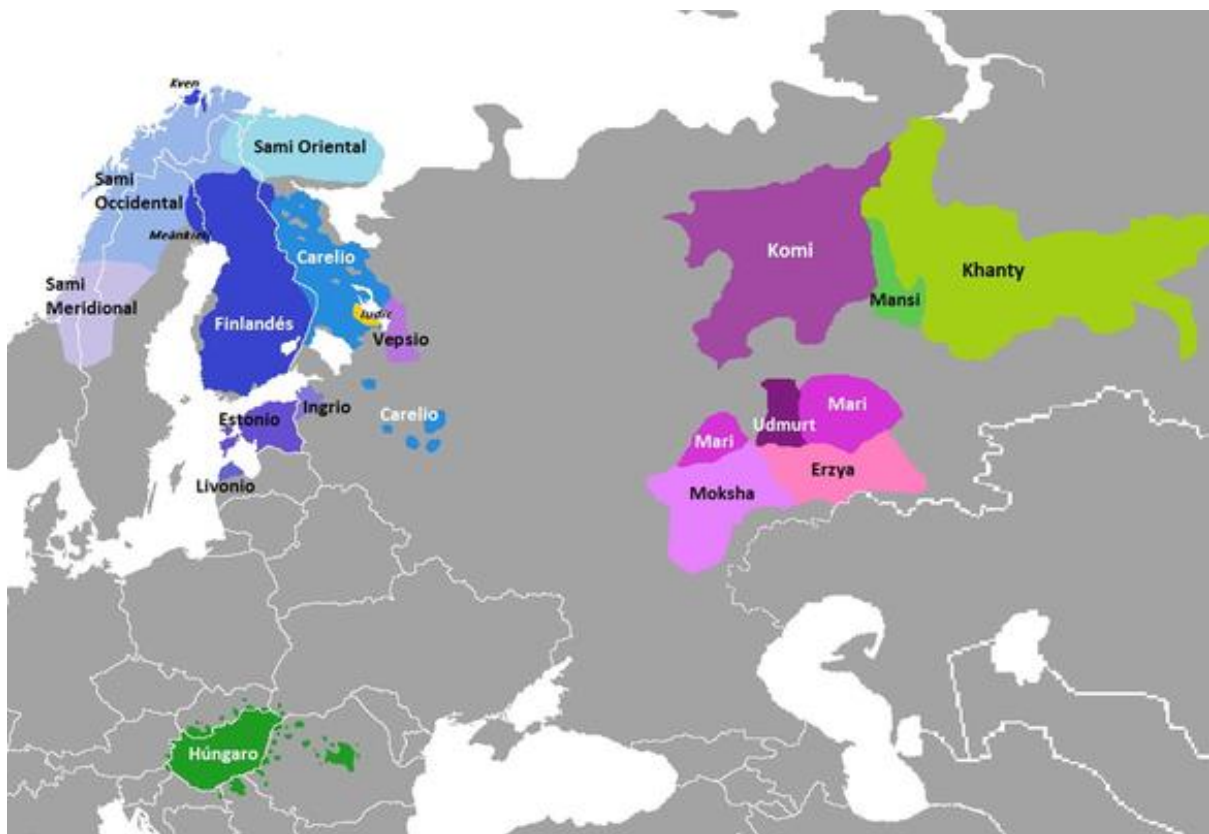 Kven
Sami Oriental
Sami
Occidental
Meänkieli
Sami
Meridional
Carelio
Finlandés
Ludic
Vepsio
Komi
Khanty
Mansi
Estonio
Ingrio
Carelio
Livonio
Mari
Udmurt
Mari
Moksha
Erzya
Húngaro